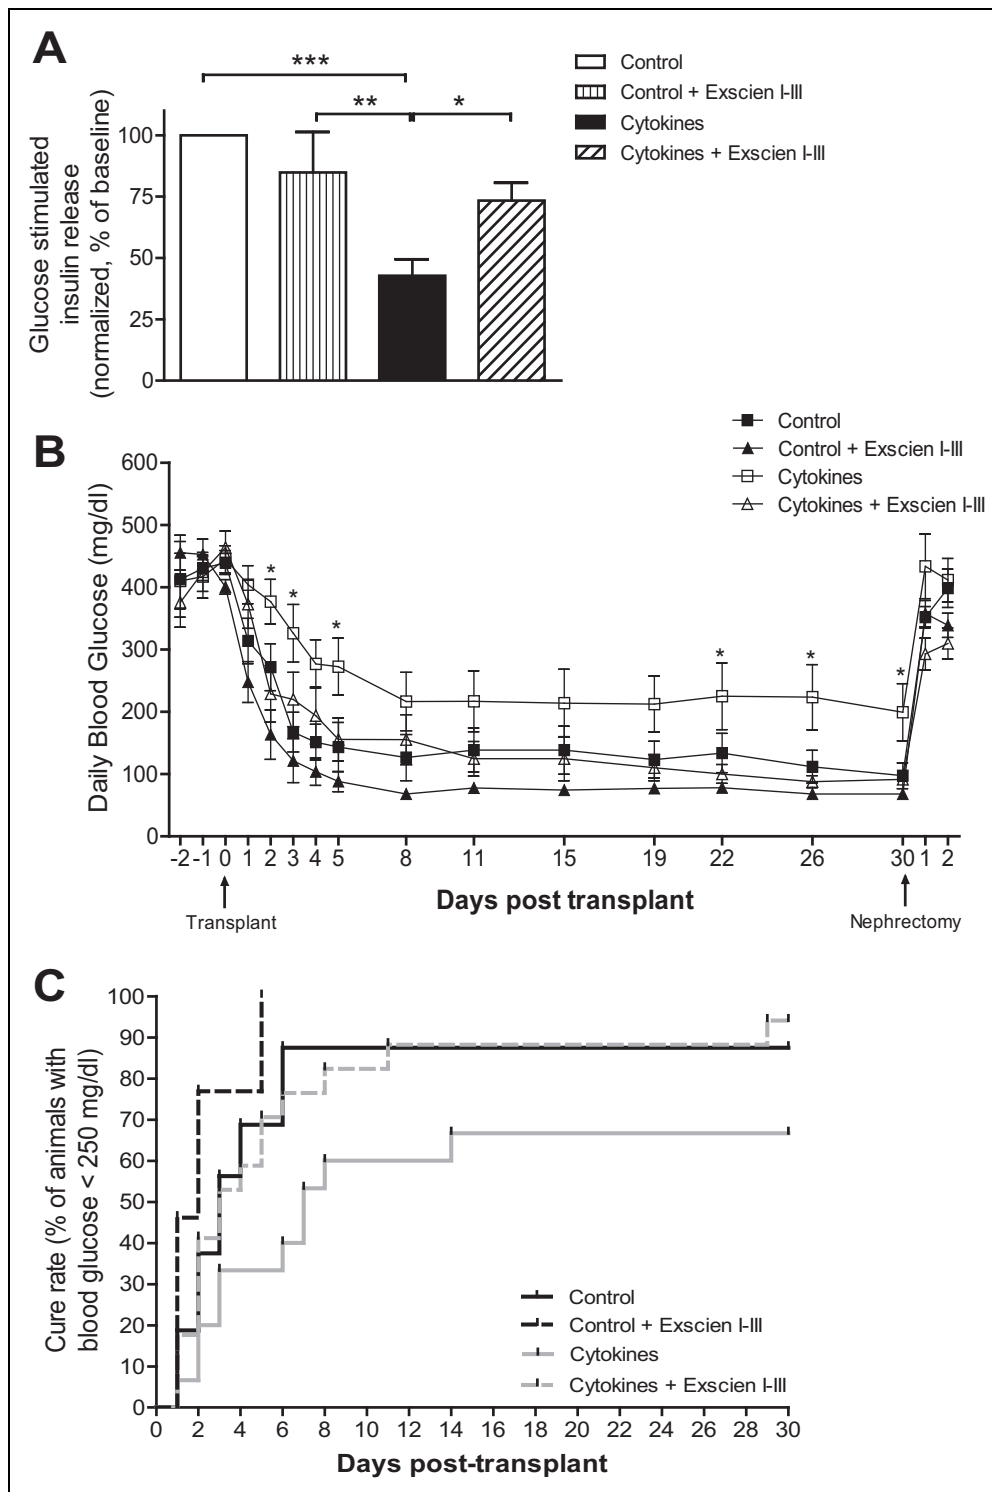 A
***
**
*
Control
Control + Exscien I-III
Cytokines
Cytokines + Exscien I-III
Glucose stimulated
insulin release
(normalized, % of baseline)
100
75
50
25
0
B
Control
Control + Exscien I-III
Cytokines
Cytokines + Exscien I-III
Daily Blood Glucose (mg/dl)
600
500
400
300
200
100
0
* * * * * *
-2 -1 0 1 2 3 4 5 8 11 15 19 22 26 30 1 2
Days post transplant
Transplant
Nephrectomy
C
Cure rate (% of animals with
blood glucose < 250 mg/dl)
100
90
80
70
60
50
40
30
20
10
0
Control
Control + Exscien I-III
Cytokines
Cytokines + Exscien I-III
0 2 4 6 8 10 12 14 16 18 20 22 24 26 28 30
Days post-transplant